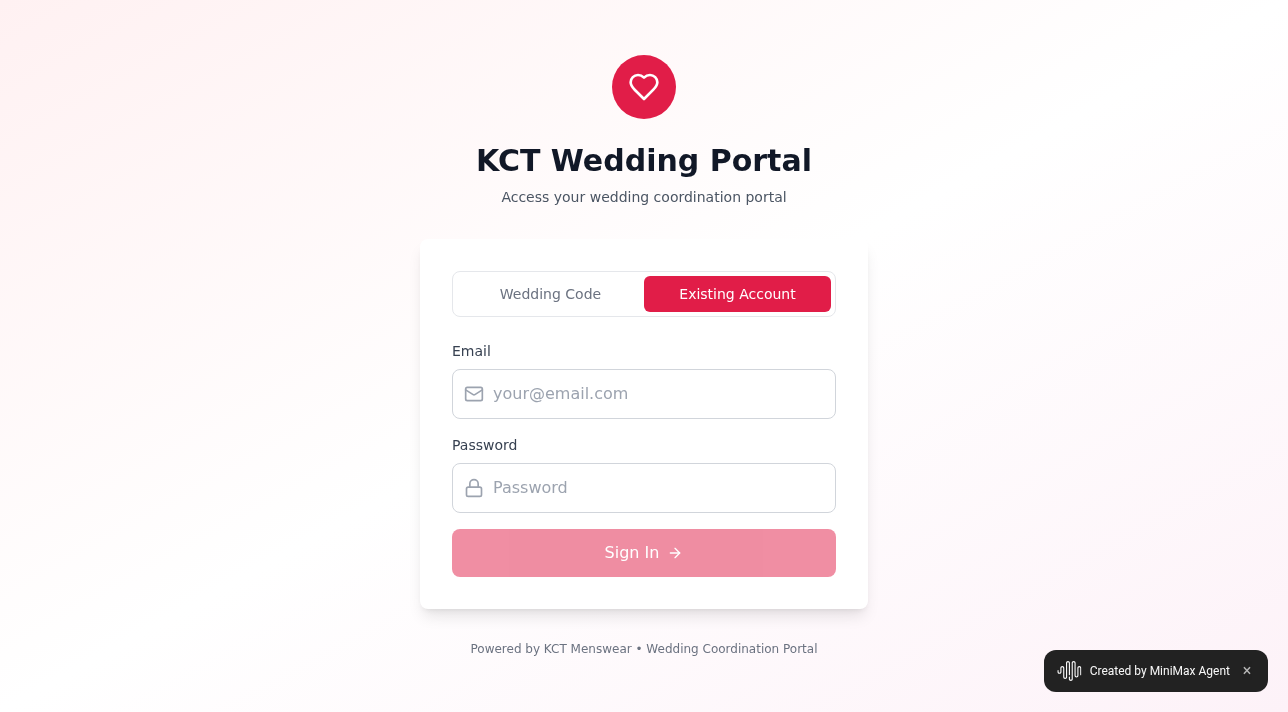 KCT Wedding Portal
Access your wedding coordination portal
Wedding Code
Existing Account
Email
your@email.com
Password
Password
Sign In →
Powered by KCT Menswear • Wedding Coordination Portal
Created by MiniMax Agent ×